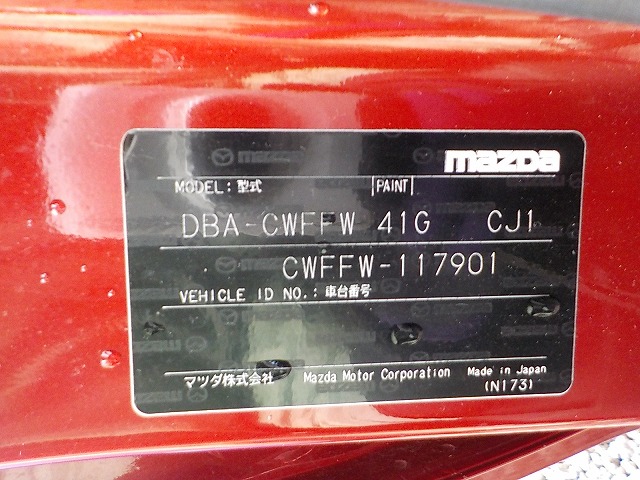 mazda
MODEL: 型式 PAINT
DBA-CWFFW 41G CJ1
CWFFW-117901
VEHICLE ID NO.: 車台番号
マツダ株式会社 Mazda Motor Corporation Made in Japan
(N173)